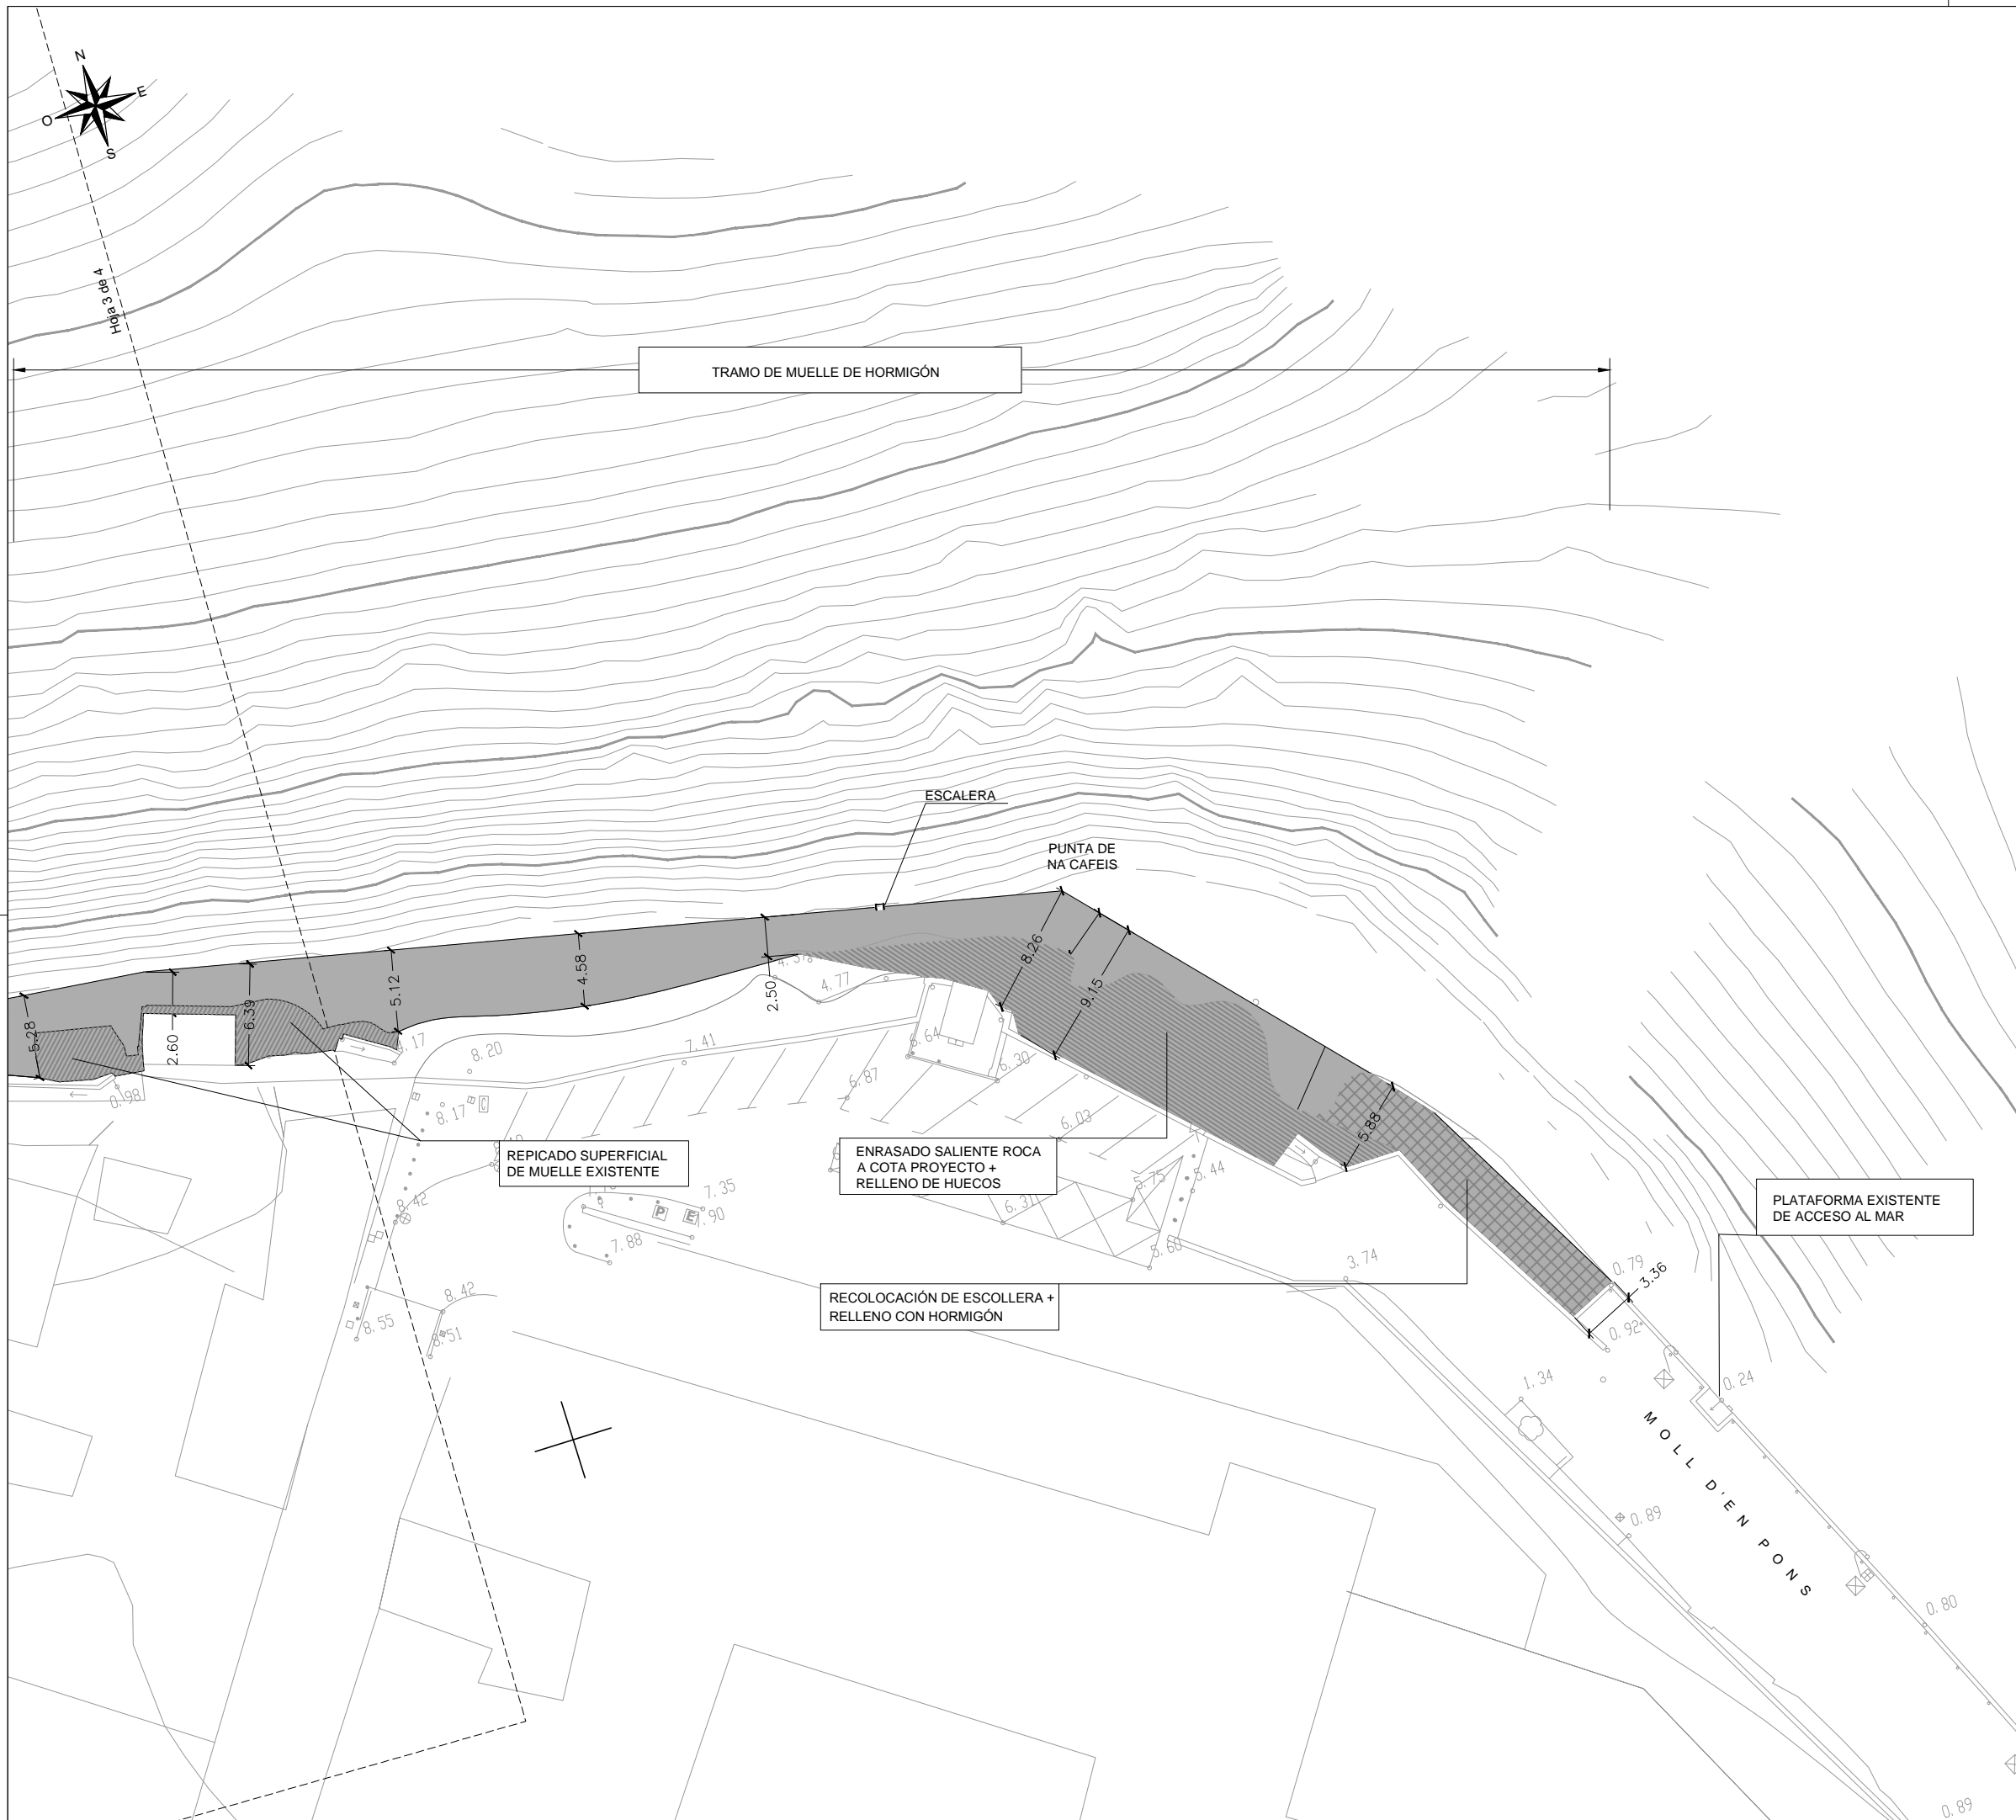 N
E
O
S
Hoja 3 de 4
TRAMO DE MUELLE DE HORMIGÓN
ESCALERA
PUNTA DE
NA CAFEIS
5.28
2.60
6.39
5.12
4.58
2.50
8.26
9.15
5.88
3.36
4.77
7.41
6.64
6.30
8.20
6.87
0.98
8.17
6.03
REPICADO SUPERFICIAL
DE MUELLE EXISTENTE
ENRASADO SALIENTE ROCA
A COTA PROYECTO +
RELLENO DE HUECOS
5.75
5.44
7.35
8.42
P
E
6.31
7.88
5.60
3.74
PLATAFORMA EXISTENTE
DE ACCESO AL MAR
RECOLOCACIÓN DE ESCOLLERA +
RELLENO CON HORMIGÓN
0.79
0.92
8.42
8.55
8.51
1.34
0.24
MOLL D'EN PONS
0.89
0.80
0.89